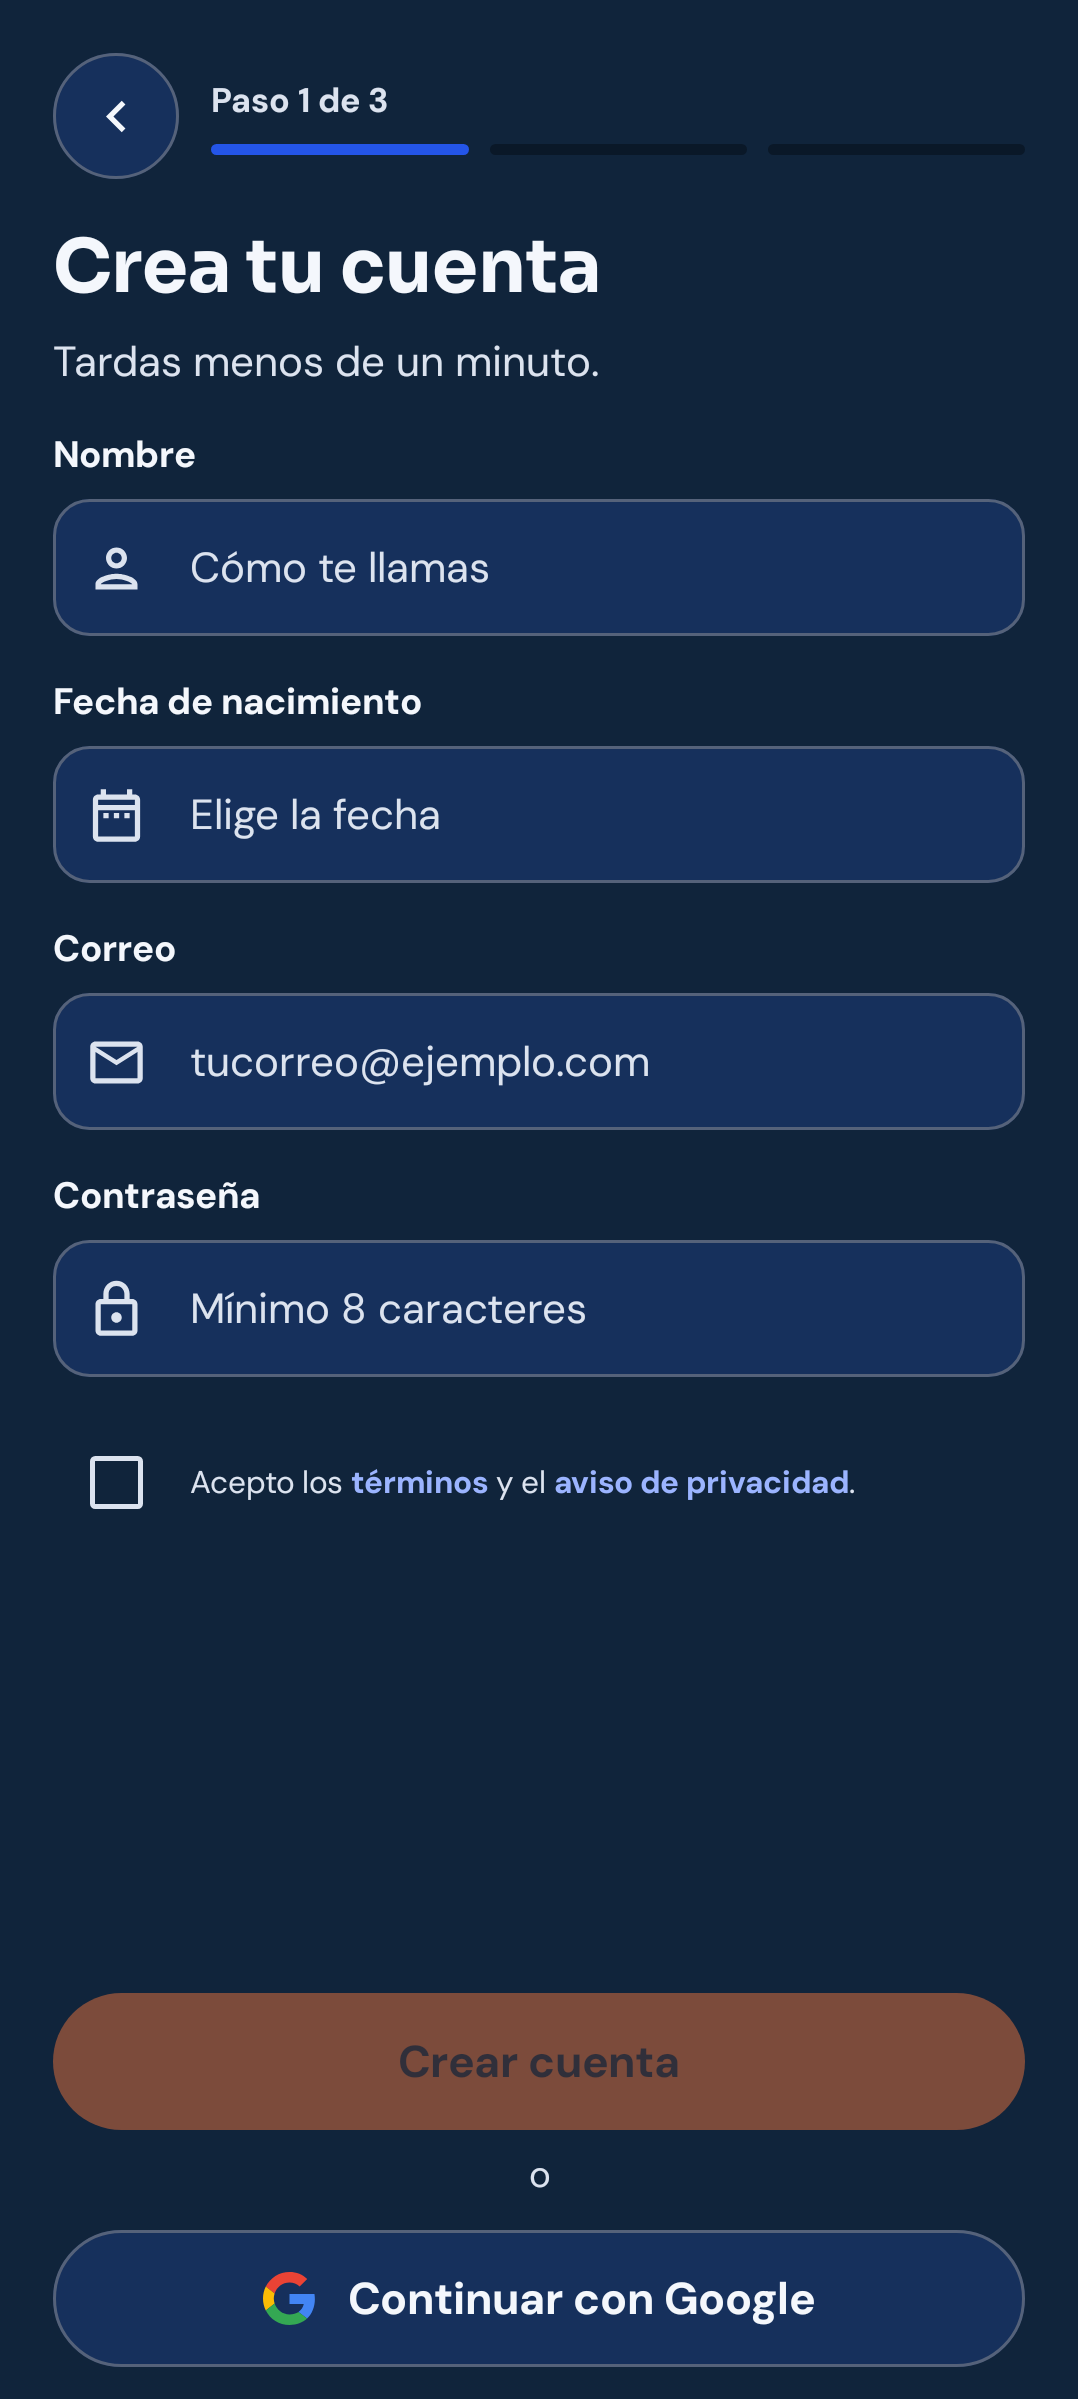 Paso 1 de 3
Crea tu cuenta
Tardas menos de un minuto.
Nombre
Cómo te llamas
Fecha de nacimiento
Elige la fecha
Correo
tucorreo@ejemplo.com
Contraseña
Mínimo 8 caracteres
Acepto los términos y el aviso de privacidad.
Crear cuenta
o
Continuar con Google